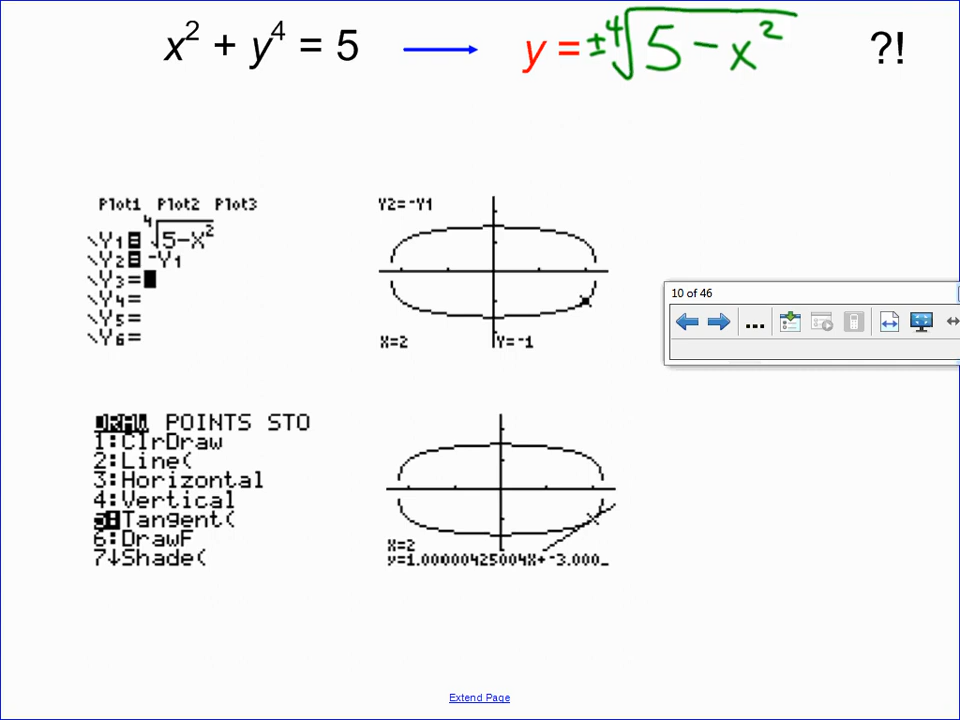 x² + y⁴ = 5 → y = ±⁴√(5 − x²) ?!
Plot1 Plot2 Plot3
\Y₁=⁴√(5−X²)
\Y₂=⁻Y₁
\Y₃=
\Y₄=
\Y₅=
\Y₆=
Y2=⁻Y1
X=2 Y=⁻1
10 of 46
...
DRAW POINTS STO
1:ClrDraw
2:Line(
3:Horizontal
4:Vertical
5:Tangent(
6:DrawF
7↓Shade(
X=2
y=1.00000425004X+⁻3.000…
Extend Page